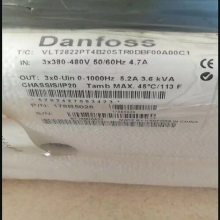 Danfoss
T/C: VLT2822PT4B20STR0DBF00A00C1
IN: 3x380-480V 50/60Hz 4.7A
OUT: 3x0-Uin 0-1000Hz 5.2A 3.6 kVA
CHASSIS/IP20 Tamb MAX. 45°C/113 F